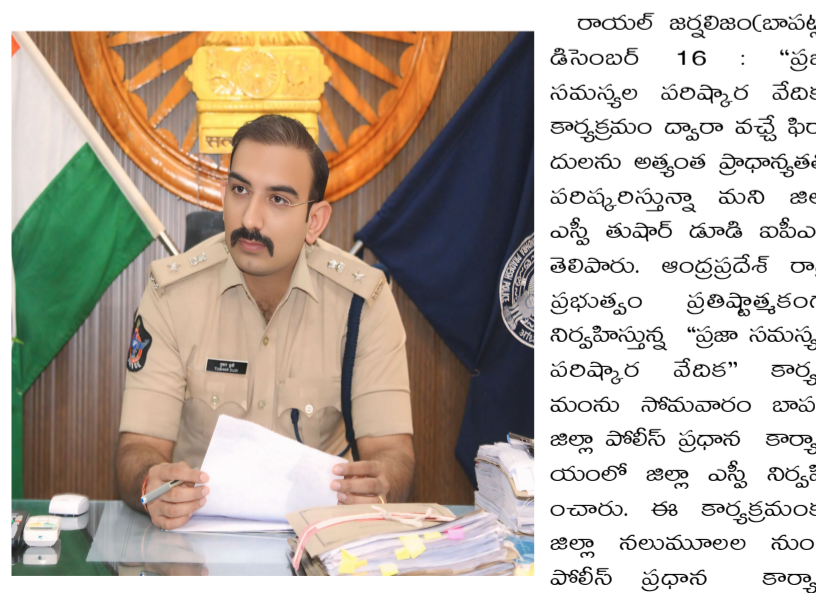 రాయల్ జర్నలిజం(బాపట్ల
డిసెంబర్ 16 : “ప్రజ
సమస్యల పరిష్కార వేదిక
కార్యక్రమం ద్వారా వచ్చే ఫిర
దులను అత్యంత ప్రాధాన్యతత
పరిష్కరిస్తున్నా మని జిల
ఎస్పీ తుషార్ డూడి ఐపీఎ
తెలిపారు. ఆంద్రప్రదేశ్ రా
ప్రభుత్వం ప్రతిష్టాత్మకంగ
నిర్వహిస్తున్న “ప్రజా సమస్య
పరిష్కార వేదిక” కార్య
మంను సోమవారం బాప
జిల్లా పోలీస్ ప్రధాన కార్యా
యంలో జిల్లా ఎస్పీ నిర్వహి
ంచారు. ఈ కార్యక్రమంక
జిల్లా నలుమూలల నుం
పోలీస్ ప్రధాన కార్యా